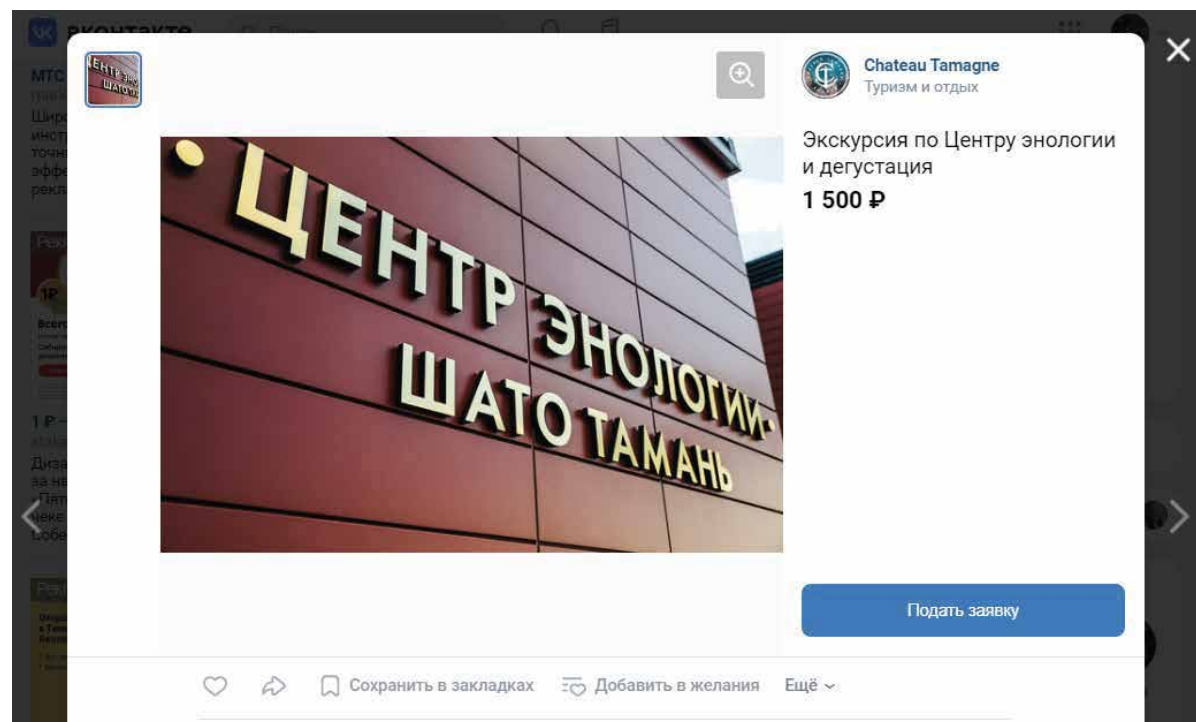 вконтакте
МТС
Chateau Tamagne
Туризм и отдых
Экскурсия по Центру энологии
и дегустация
1 500 ₽
ЦЕНТР ЭНОЛОГИИ
ШАТО ТАМАНЬ
Подать заявку
Сохранить в закладках
Добавить в желания
Ещё